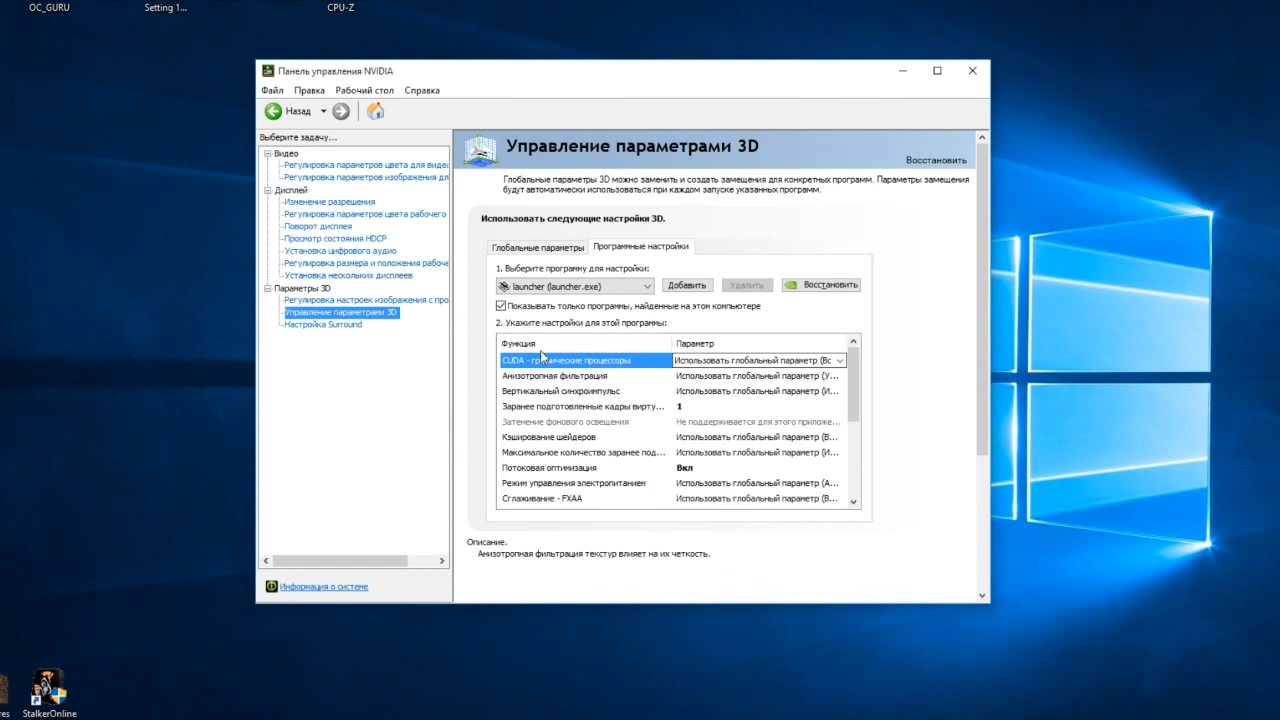 OC_GURU
Setting 1...
CPU-Z
Панель управления NVIDIA
Файл Правка Рабочий стол Справка
Назад
Выберите задачу...
Видео
Регулировка параметров цвета для виде
Регулировка параметров изображения дл
Дисплей
Изменение разрешения
Регулировка параметров цвета рабочего
Поворот дисплея
Просмотр состояния HDCP
Установка цифрового аудио
Регулировка размера и положения рабоче
Установка нескольких дисплеев
Параметры 3D
Регулировка настроек изображения с про
Управление параметрами 3D
Настройка Surround
Информация о системе
Управление параметрами 3D
Восстановить
Глобальные параметры 3D можно заменить и создать замещения для конкретных программ. Параметры замещения
будут автоматически использоваться при каждом запуске указанных программ.
Использовать следующие настройки 3D.
Глобальные параметры Программные настройки
1. Выберите программу для настройки:
launcher (launcher.exe) Добавить Удалить Восстановить
Показывать только программы, найденные на этом компьютере
2. Укажите настройки для этой программы:
Функция Параметр
CUDA - графические процессоры Использовать глобальный параметр (Вс
Анизотропная фильтрация Использовать глобальный параметр (У...
Вертикальный синхроимпульс Использовать глобальный параметр (И...
Заранее подготовленные кадры вирту... 1
Затенение фонового освещения Не поддерживается для этого приложе...
Кэширование шейдеров Использовать глобальный параметр (В...
Максимальное количество заранее под... Использовать глобальный параметр (И...
Потоковая оптимизация Вкл
Режим управления электропитанием Использовать глобальный параметр (А...
Сглаживание - FXAA Использовать глобальный параметр (В...
Описание.
Анизотропная фильтрация текстур влияет на их четкость.
res
StalkerOnline